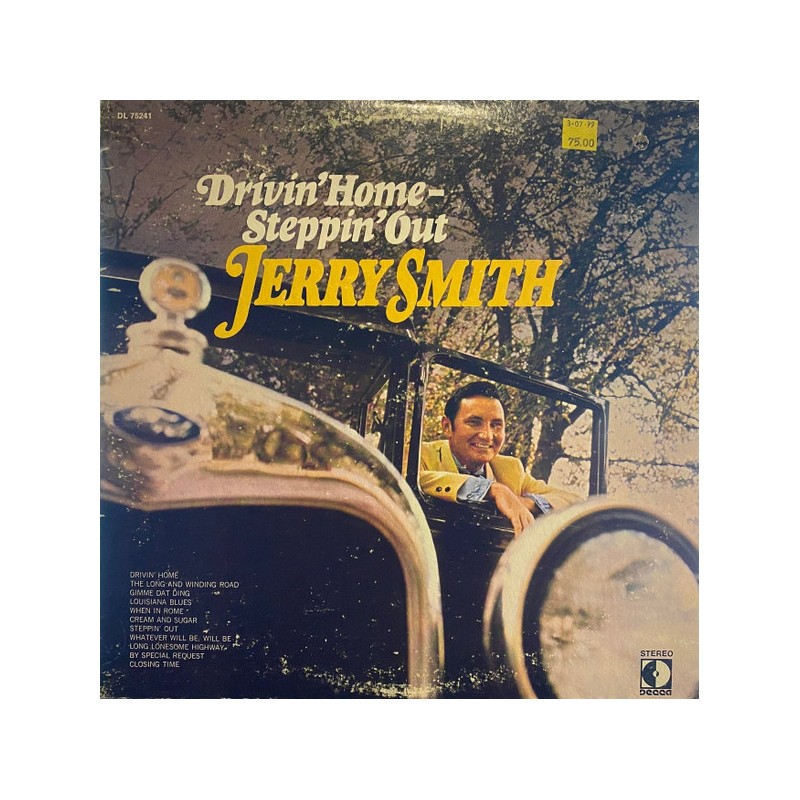 DL 75241
3-07-97
75.00
Drivin' Home-
Steppin' Out
JERRY SMITH
DRIVIN' HOME
THE LONG AND WINDING ROAD
GIMME DAT DING
LOUISIANA BLUES
WHEN IN ROME
CREAM AND SUGAR
STEPPIN' OUT
WHATEVER WILL BE, WILL BE
LONG LONESOME HIGHWAY
BY SPECIAL REQUEST
CLOSING TIME
STEREO
DECCA